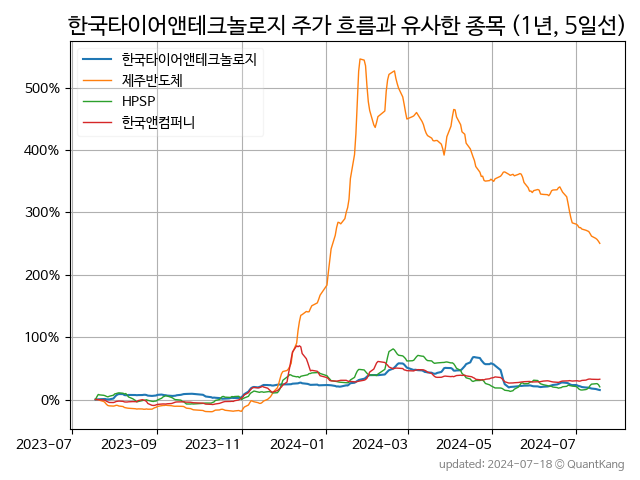 한국타이어앤테크놀로지 주가 흐름과 유사한 종목 (1년, 5일선)
한국타이어앤테크놀로지
제주반도체
HPSP
한국앤컴퍼니
500%
400%
300%
200%
100%
0%
2023-07 2023-09 2023-11 2024-01 2024-03 2024-05 2024-07
updated: 2024-07-18 © QuantKang